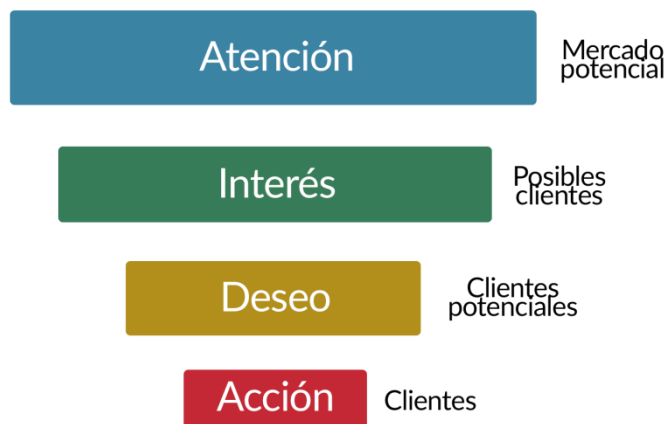 Atención
Mercado
potencial
Interés
Posibles
clientes
Deseo
Clientes
potenciales
Acción
Clientes